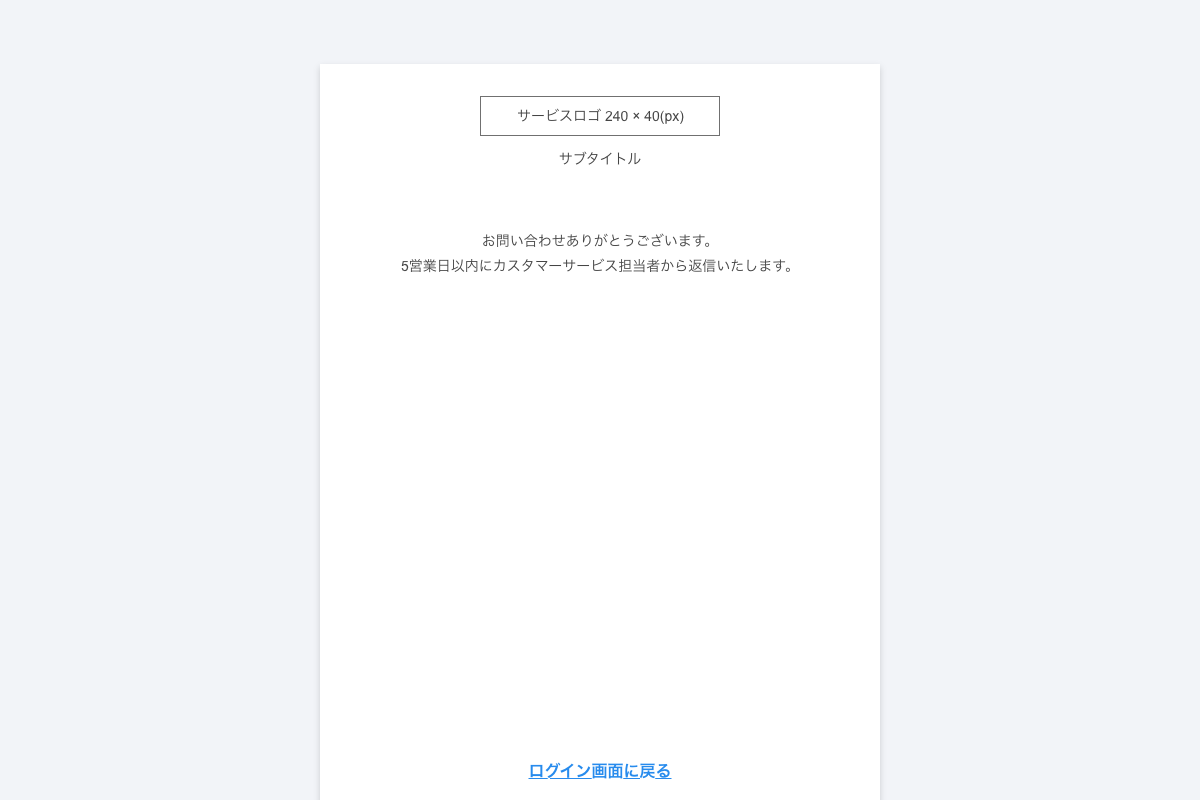 サービスロゴ 240 × 40(px)
サブタイトル
お問い合わせありがとうございます。
5営業日以内にカスタマーサービス担当者から返信いたします。
ログイン画面に戻る